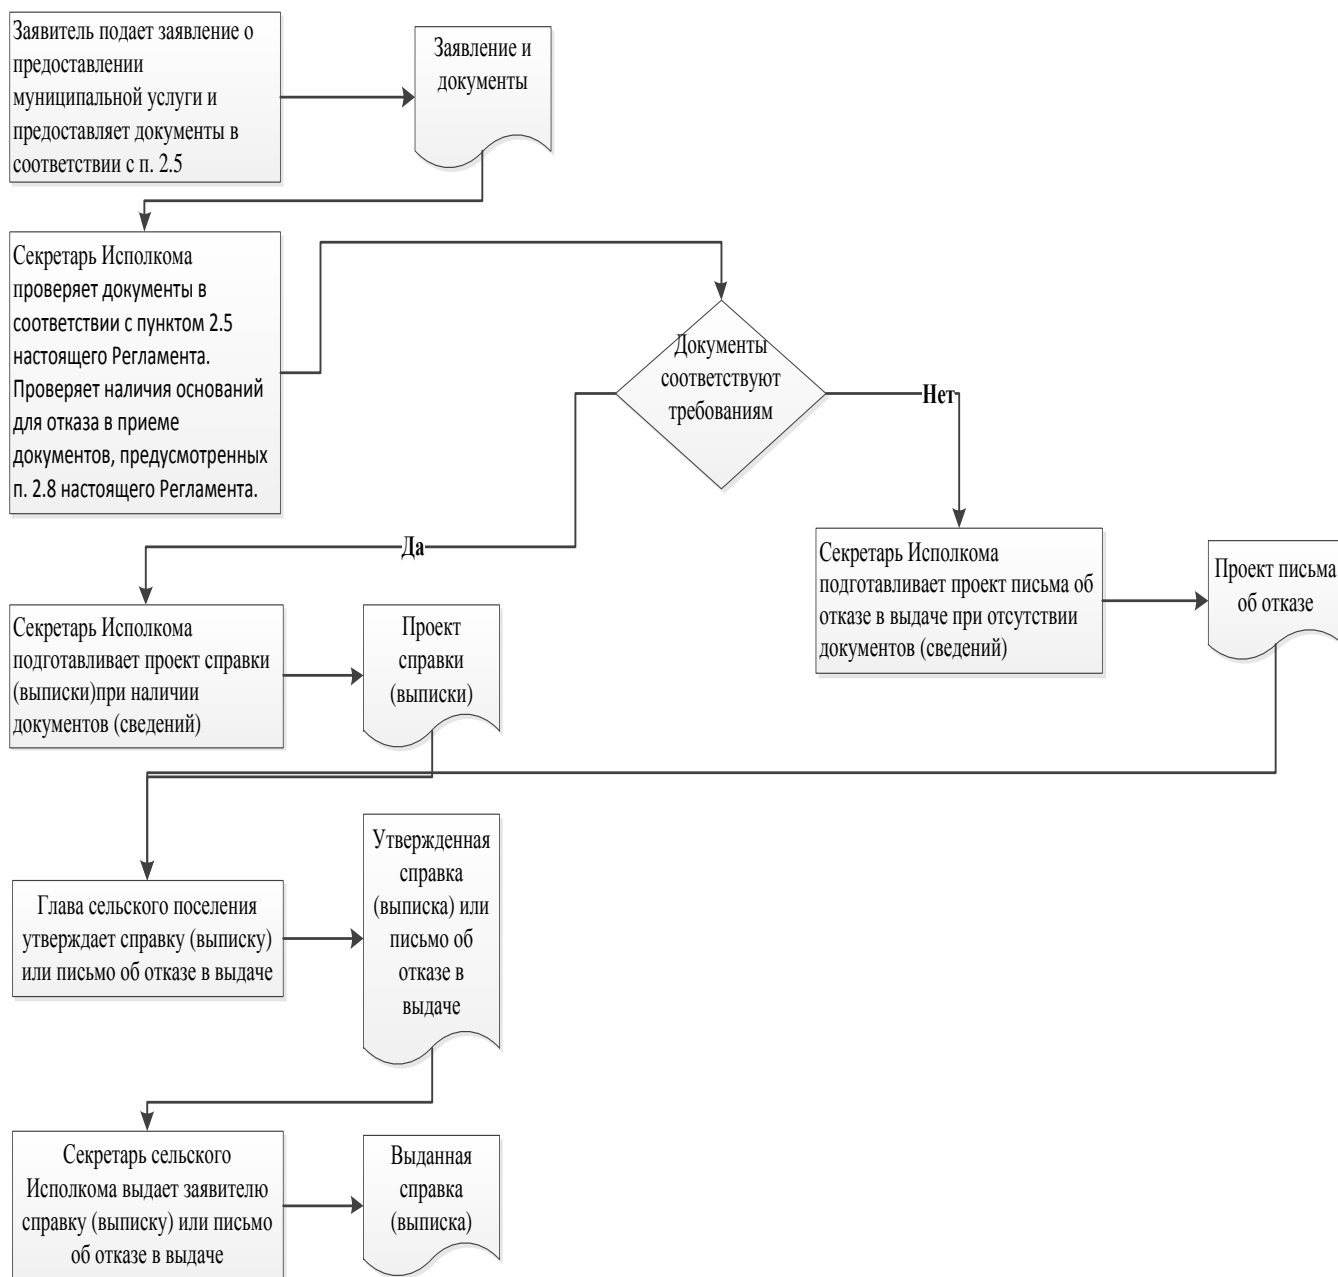 Заявитель подает заявление о
предоставлении
муниципальной услуги и
предоставляет документы в
соответствии с п. 2.5
Заявление и
документы
Секретарь Исполкома
проверяет документы в
соответствии с пунктом 2.5
настоящего Регламента.
Проверяет наличия оснований
для отказа в приеме
документов, предусмотренных
п. 2.8 настоящего Регламента.
Документы
соответствуют
требованиям
Нет
Да
Секретарь Исполкома
подготавливает проект письма об
отказе в выдаче при отсутствии
документов (сведений)
Проект письма
об отказе
Секретарь Исполкома
подготавливает проект справки
(выписки)при наличии
документов (сведений)
Проект
справки
(выписки)
Глава сельского поселения
утверждает справку (выписку)
или письмо об отказе в выдаче
Утвержденная
справка
(выписка) или
письмо об
отказе в
выдаче
Секретарь сельского
Исполкома выдает заявителю
справку (выписку) или письмо
об отказе в выдаче
Выданная
справка
(выписка)